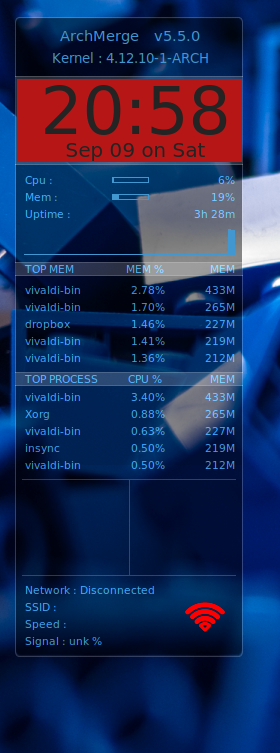 ArchMerge v5.5.0
Kernel : 4.12.10-1-ARCH
20:58
Sep 09 on Sat
Cpu : 6%
Mem : 19%
Uptime : 3h 28m
TOP MEM MEM % MEM
vivaldi-bin 2.78% 433M
vivaldi-bin 1.70% 265M
dropbox 1.46% 227M
vivaldi-bin 1.41% 219M
vivaldi-bin 1.36% 212M
TOP PROCESS CPU % MEM
vivaldi-bin 3.40% 433M
Xorg 0.88% 265M
vivaldi-bin 0.63% 227M
insync 0.50% 219M
vivaldi-bin 0.50% 212M
Network : Disconnected
SSID :
Speed :
Signal : unk %